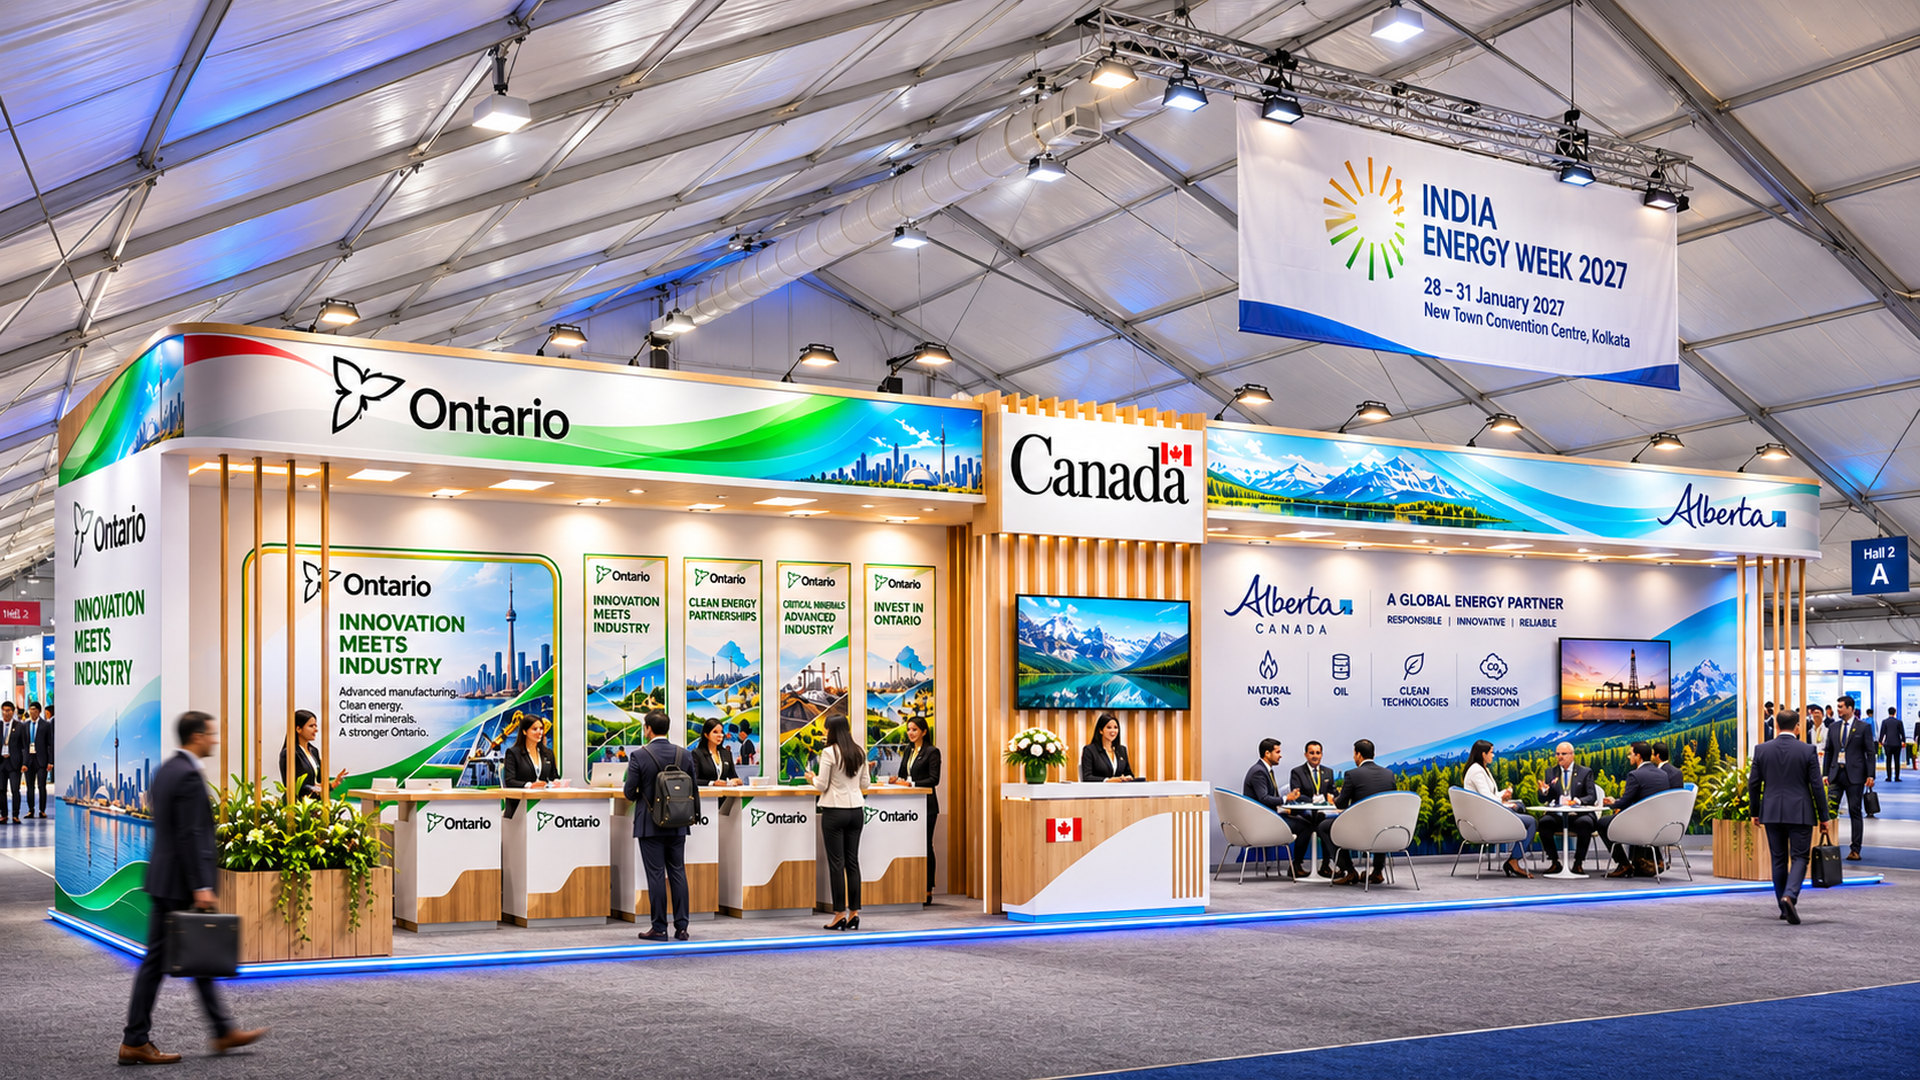 INDIA
ENERGY WEEK 2027
28 – 31 January 2027
New Town Convention Centre, Kolkata
Ontario
Canada
Alberta
Hall 2
A
Ontario
INNOVATION
MEETS
INDUSTRY
Ontario
INNOVATION
MEETS
INDUSTRY
Advanced manufacturing.
Clean energy.
Critical minerals.
A stronger Ontario.
Ontario
INNOVATION
MEETS
INDUSTRY
Ontario
CLEAN ENERGY
PARTNERSHIPS
Ontario
CRITICAL MINERALS
ADVANCED
INDUSTRY
Ontario
INVEST IN
ONTARIO
Alberta
CANADA
A GLOBAL ENERGY PARTNER
RESPONSIBLE | INNOVATIVE | RELIABLE
NATURAL
GAS
OIL
CLEAN
TECHNOLOGIES
CO₂
EMISSIONS
REDUCTION
Ontario
Ontario
Ontario
Ontario